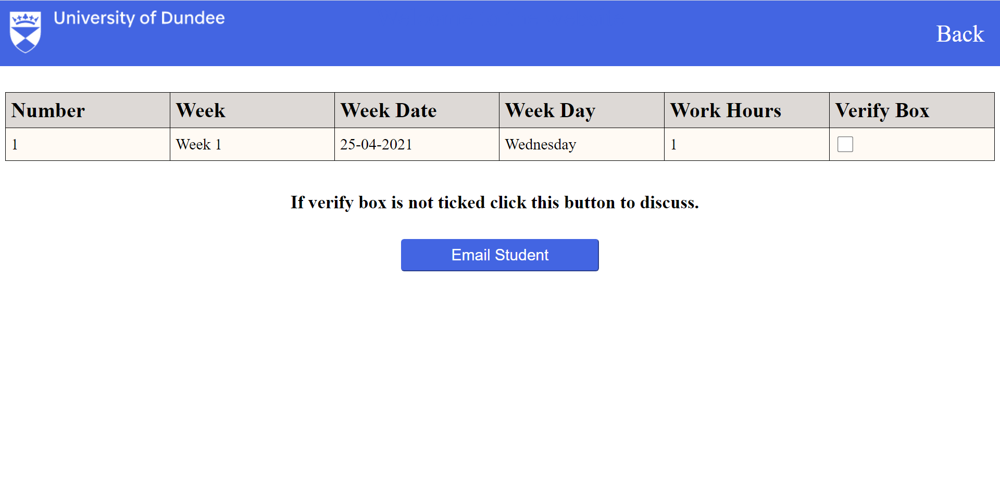 University of Dundee
Back
Number Week Week Date Week Day Work Hours Verify Box
1 Week 1 25-04-2021 Wednesday 1
If verify box is not ticked click this button to discuss.
Email Student